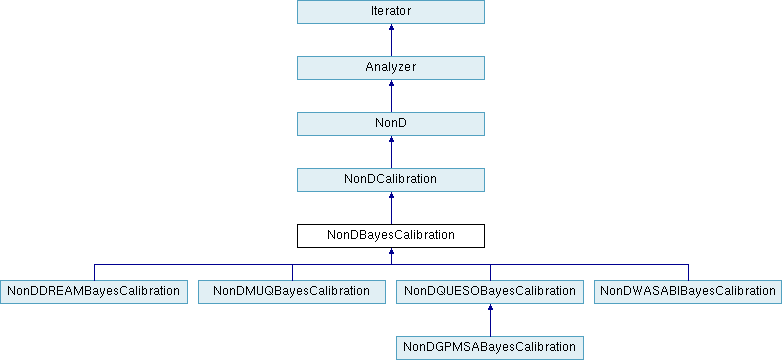 Iterator
Analyzer
NonD
NonDCalibration
NonDBayesCalibration
NonDDREAMBayesCalibration
NonDMUQBayesCalibration
NonDQUESOBayesCalibration
NonDWASABIBayesCalibration
NonDGPMSABayesCalibration